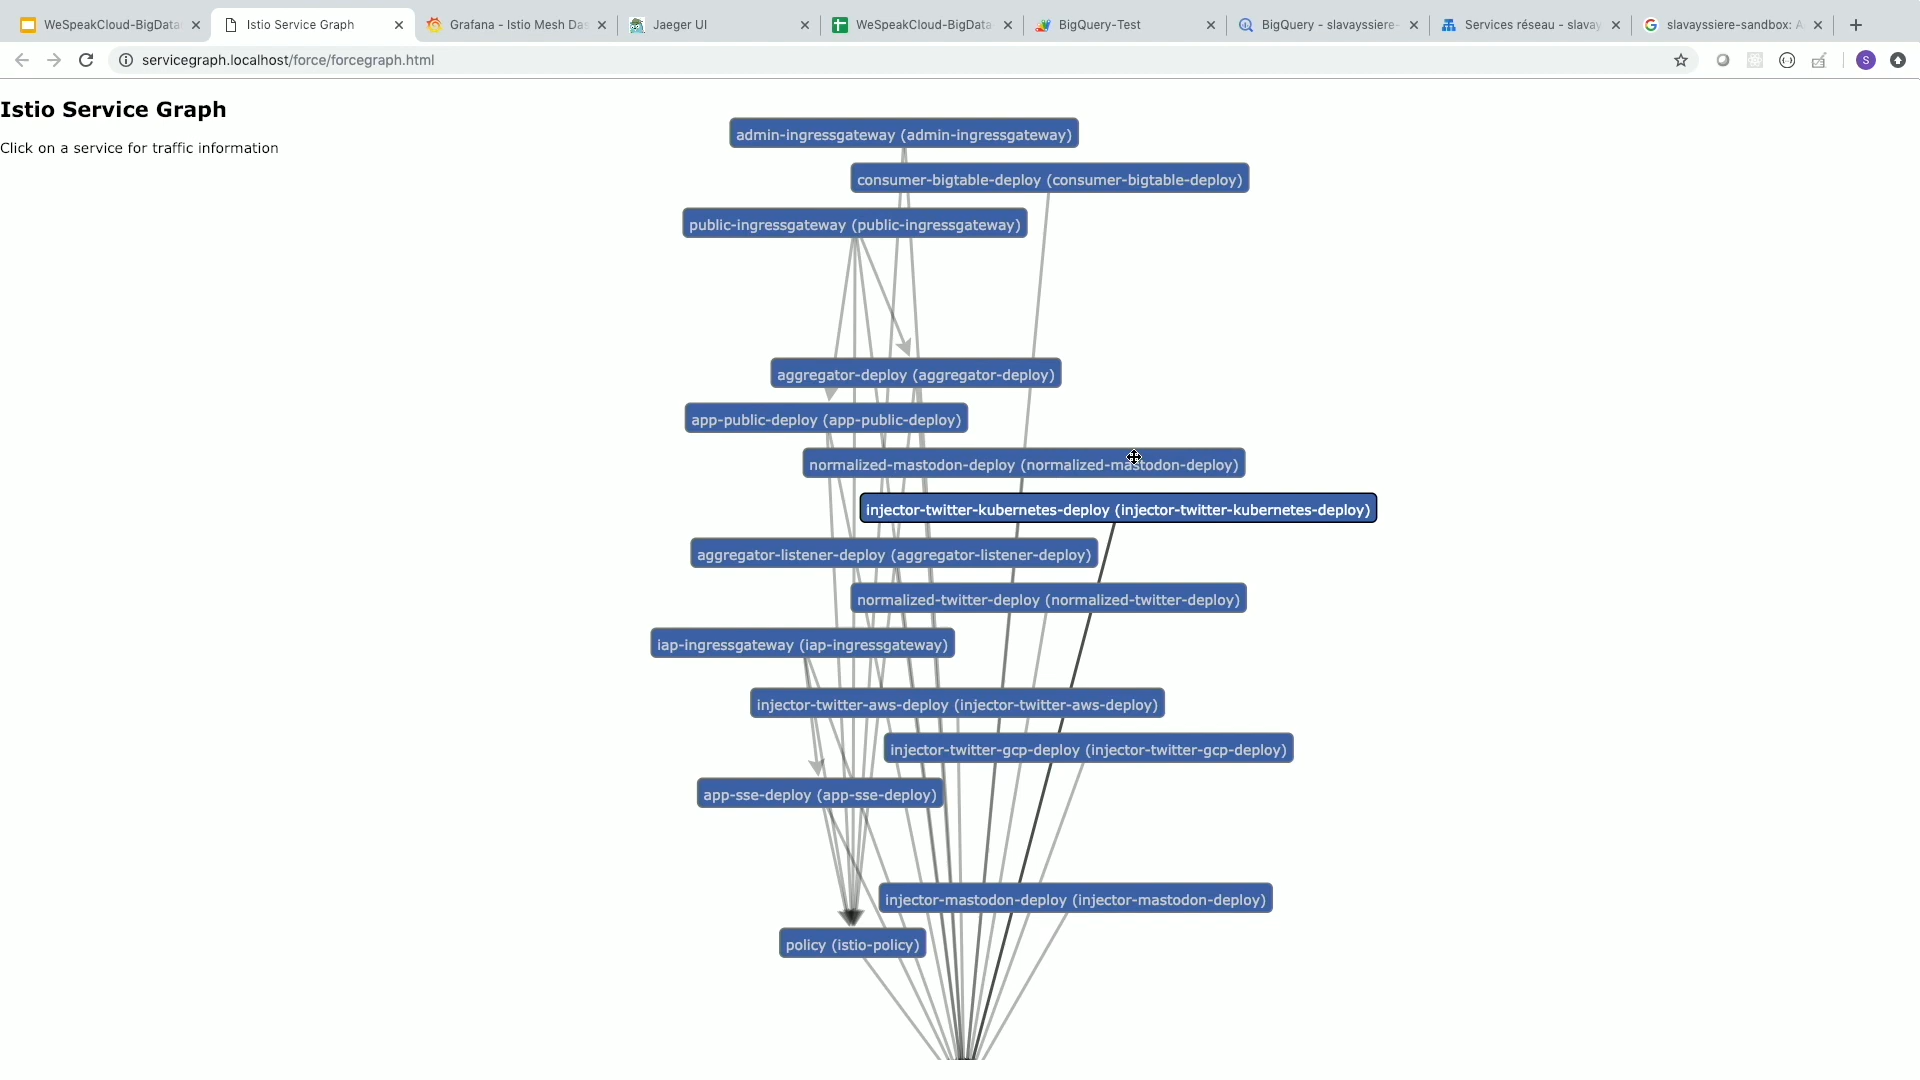 WeSpeakCloud-BigData
Istio Service Graph
Grafana - Istio Mesh Das
Jaeger UI
WeSpeakCloud-BigData
BigQuery-Test
BigQuery - slavayssiere-
Services réseau - slavay
slavayssiere-sandbox: A
servicegraph.localhost/force/forcegraph.html
S
Istio Service Graph
Click on a service for traffic information
admin-ingressgateway (admin-ingressgateway)
consumer-bigtable-deploy (consumer-bigtable-deploy)
public-ingressgateway (public-ingressgateway)
aggregator-deploy (aggregator-deploy)
app-public-deploy (app-public-deploy)
normalized-mastodon-deploy (normalized-mastodon-deploy)
injector-twitter-kubernetes-deploy (injector-twitter-kubernetes-deploy)
aggregator-listener-deploy (aggregator-listener-deploy)
normalized-twitter-deploy (normalized-twitter-deploy)
iap-ingressgateway (iap-ingressgateway)
injector-twitter-aws-deploy (injector-twitter-aws-deploy)
injector-twitter-gcp-deploy (injector-twitter-gcp-deploy)
app-sse-deploy (app-sse-deploy)
injector-mastodon-deploy (injector-mastodon-deploy)
policy (istio-policy)